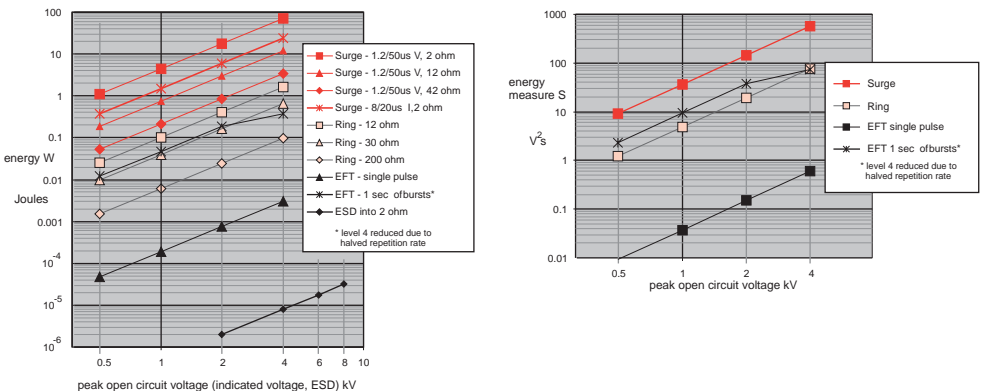 100
10
1
0.1
0.01
0.001
10-4
10-5
10-6
energy W
Joules
0.5
1
2
4
6
8
10
peak open circuit voltage (indicated voltage, ESD) kV
Surge - 1.2/50us V, 2 ohm
Surge - 1.2/50us V, 12 ohm
Surge - 1.2/50us V, 42 ohm
Surge - 8/20us I,2 ohm
Ring - 12 ohm
Ring - 30 ohm
Ring - 200 ohm
EFT - single pulse
EFT - 1 sec ofbursts*
ESD into 2 ohm
* level 4 reduced due to
halved repetition rate
1000
100
10
1
0.1
0.01
energy
measure S
V2s
0.5
1
2
4
peak open circuit voltage kV
Surge
Ring
EFT single pulse
EFT 1 sec ofbursts*
* level 4 reduced due to
halved repetition rate